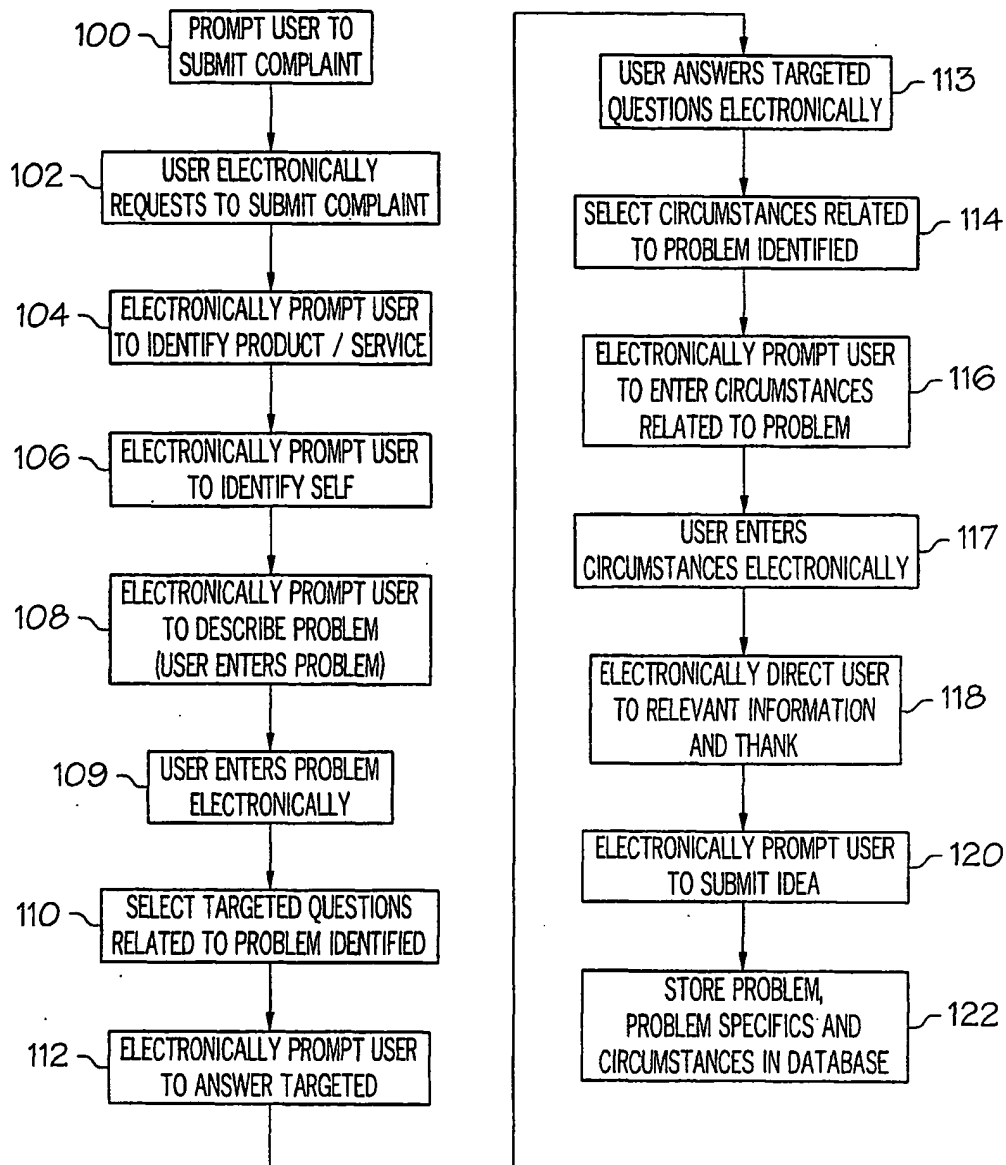 100
PROMPT USER TO
SUBMIT COMPLAINT
102
USER ELECTRONICALLY
REQUESTS TO SUBMIT COMPLAINT
104
ELECTRONICALLY PROMPT USER
TO IDENTIFY PRODUCT / SERVICE
106
ELECTRONICALLY PROMPT USER
TO IDENTIFY SELF
108
ELECTRONICALLY PROMPT USER
TO DESCRIBE PROBLEM
(USER ENTERS PROBLEM)
109
USER ENTERS PROBLEM
ELECTRONICALLY
110
SELECT TARGETED QUESTIONS
RELATED TO PROBLEM IDENTIFIED
112
ELECTRONICALLY PROMPT USER
TO ANSWER TARGETED
USER ANSWERS TARGETED
QUESTIONS ELECTRONICALLY
113
SELECT CIRCUMSTANCES RELATED
TO PROBLEM IDENTIFIED
114
ELECTRONICALLY PROMPT USER
TO ENTER CIRCUMSTANCES
RELATED TO PROBLEM
116
USER ENTERS
CIRCUMSTANCES ELECTRONICALLY
117
ELECTRONICALLY DIRECT USER
TO RELEVANT INFORMATION
AND THANK
118
ELECTRONICALLY PROMPT USER
TO SUBMIT IDEA
120
STORE PROBLEM,
PROBLEM SPECIFICS AND
CIRCUMSTANCES IN DATABASE
122